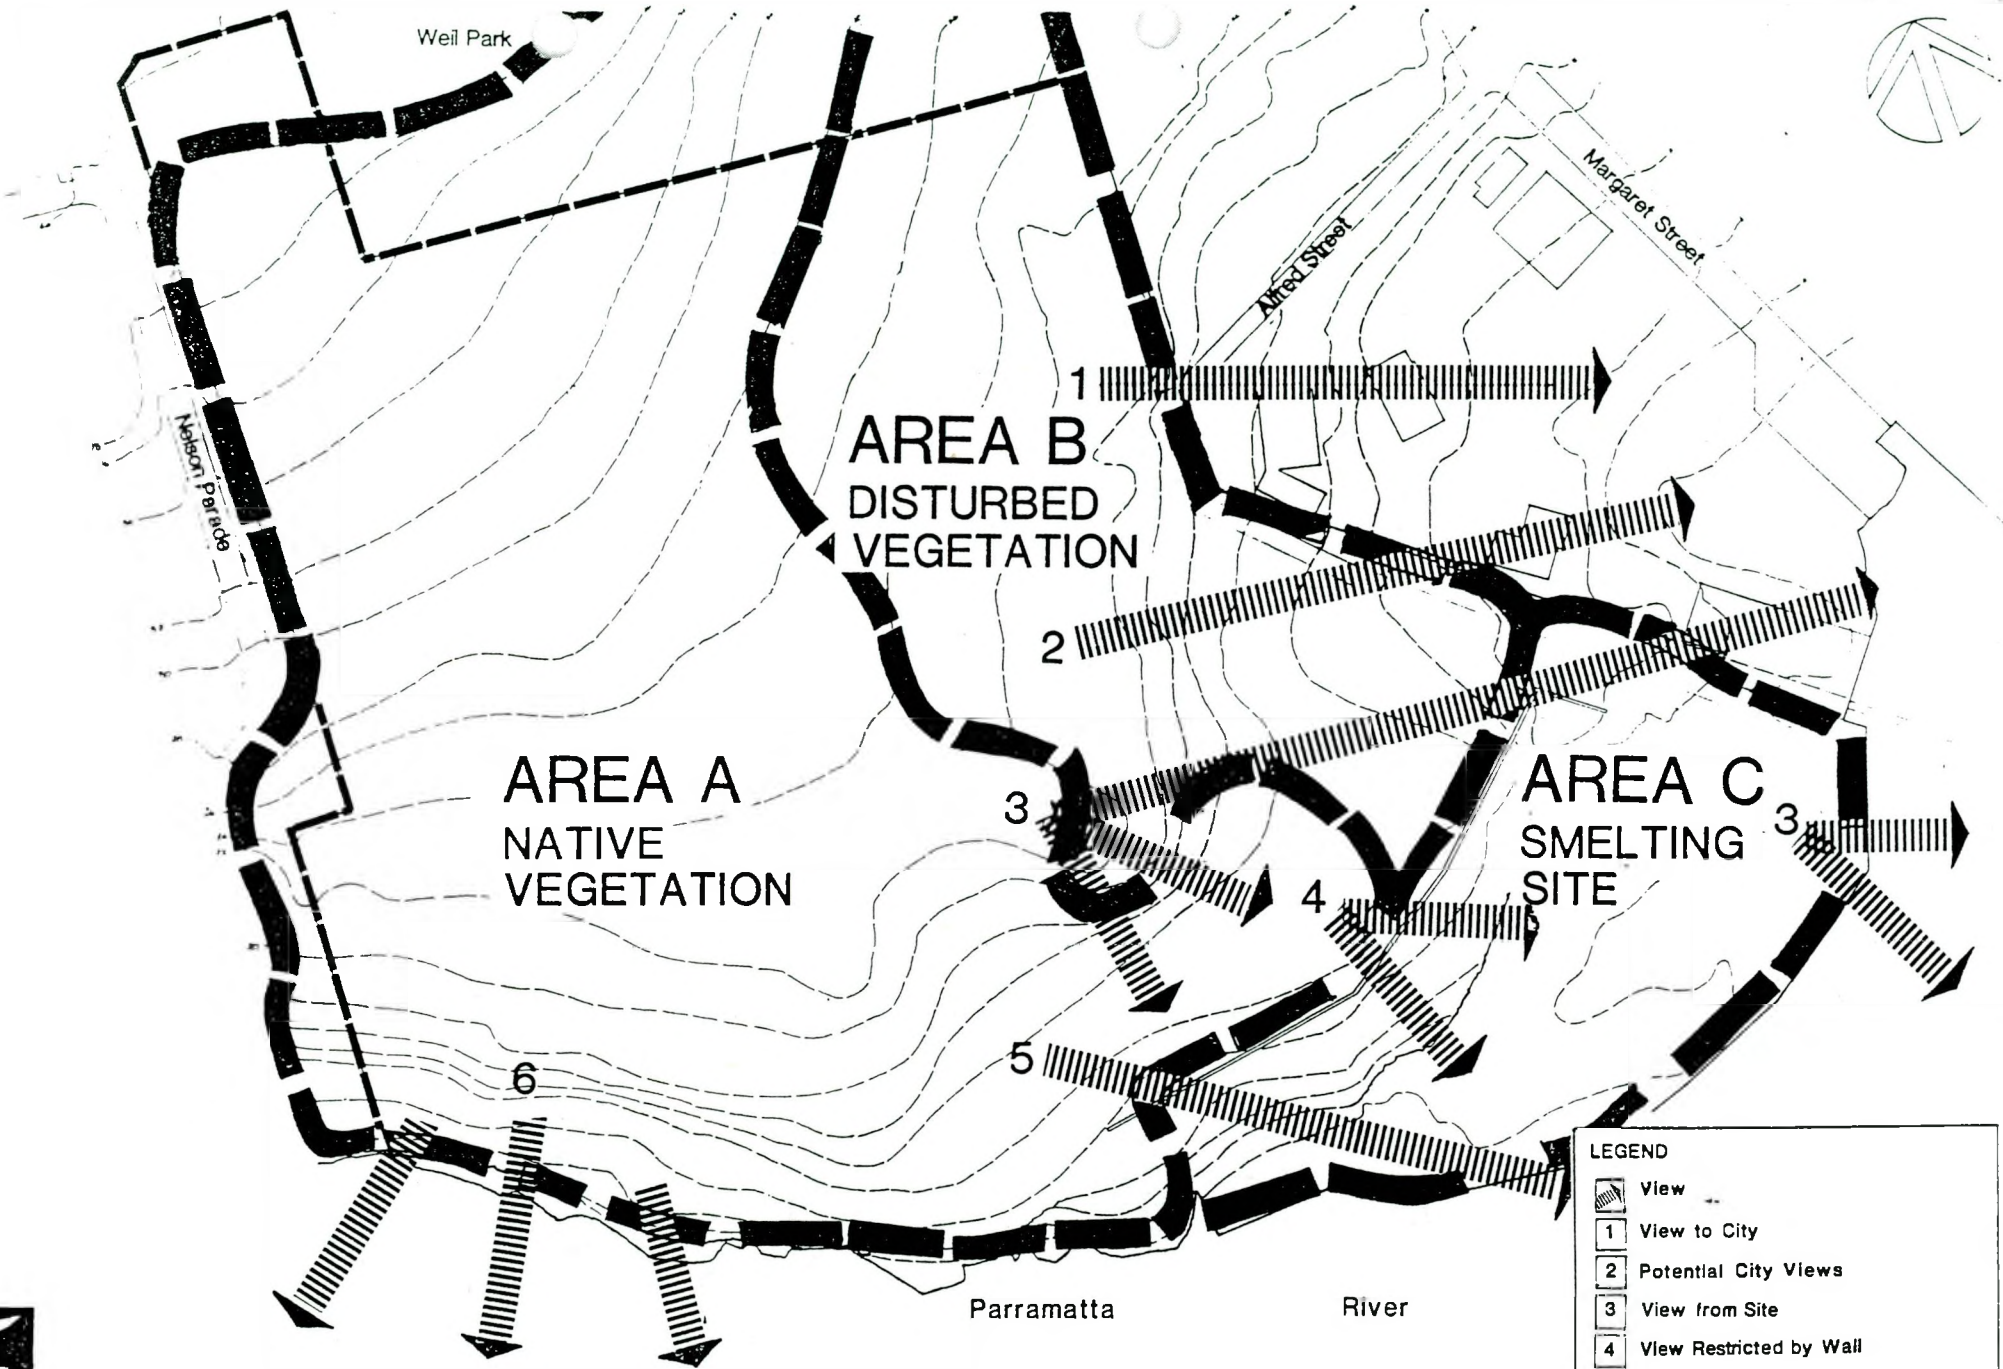 Weil Park
Margaret Street
Alfred Street
Nelson Parade
1
AREA B
DISTURBED
VEGETATION
2
AREA A
NATIVE
VEGETATION
3
AREA C
SMELTING
SITE
3
4
5
6
Parramatta River
LEGEND
View
1 View to City
2 Potential City Views
3 View from Site
4 View Restricted by Wall